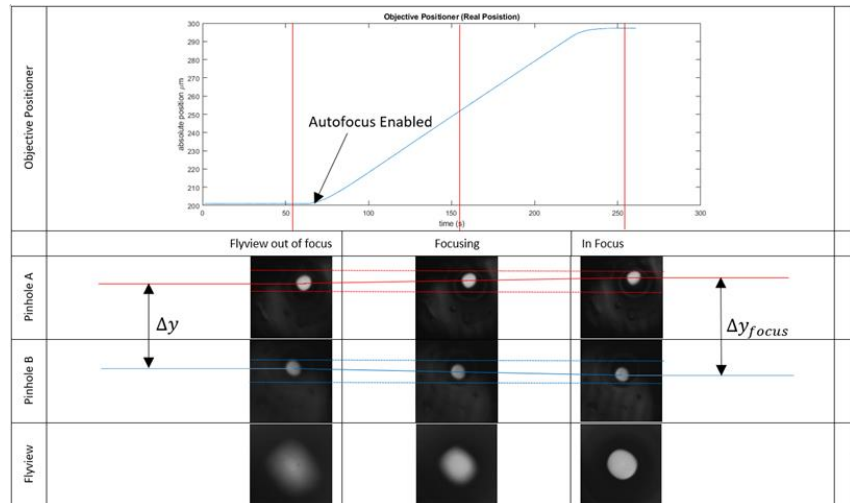 Objective Positioner (Real Posistion)
Objective Positioner
absolute position μm
300
290
280
270
260
250
240
230
220
210
200
Autofocus Enabled
0
50
100
150
200
250
300
time (s)
Flyview out of focus
Focusing
In Focus
Pinhole A
Δy
Δy_focus
Pinhole B
Flyview